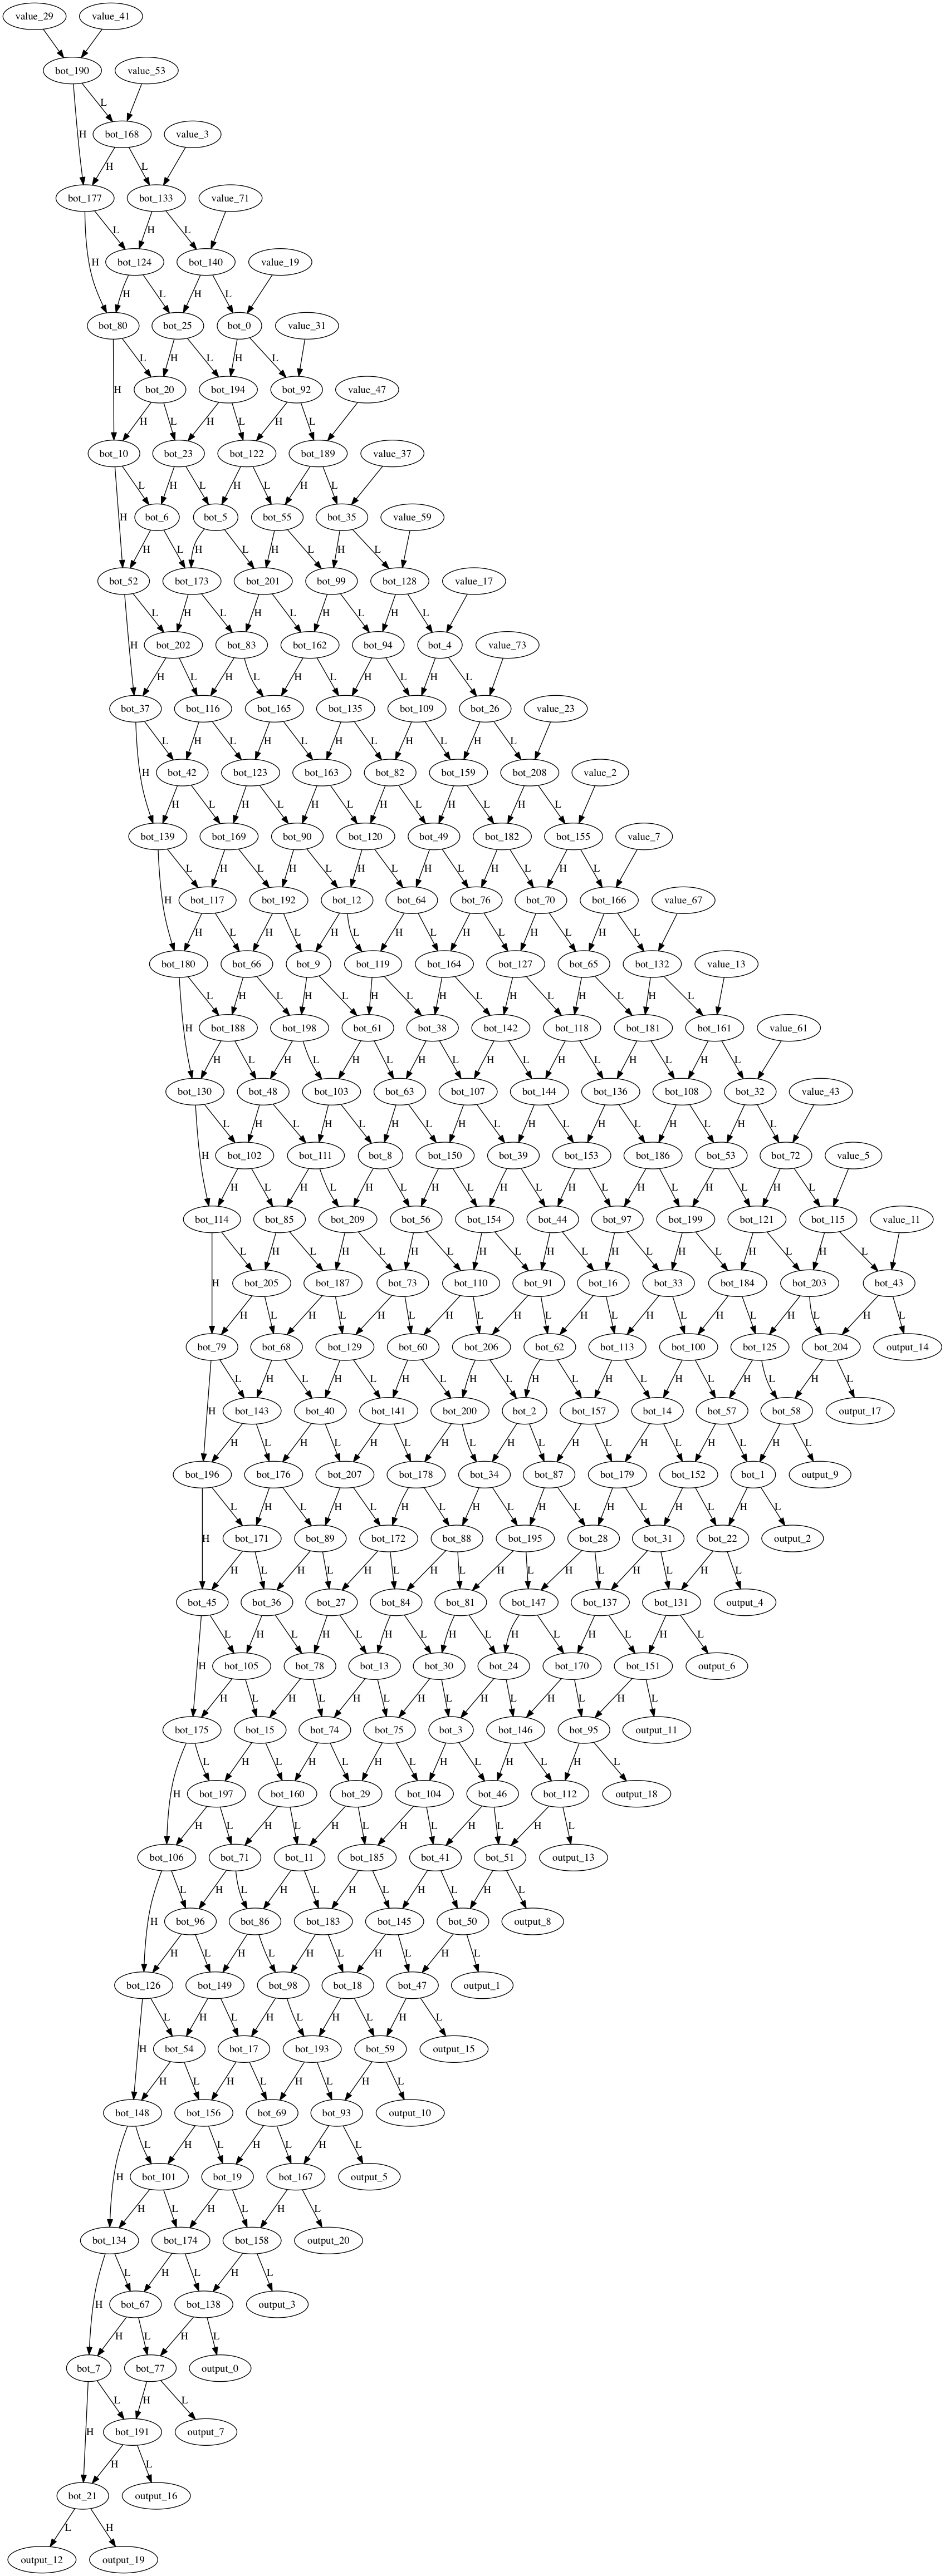 value_29 value_41
bot_190 value_53
L
H bot_168 value_3
H L
bot_177 bot_133 value_71
L H L
H bot_124 bot_140 value_19
H L H L
bot_80 bot_25 bot_0 value_31
L H L H L
H bot_20 bot_194 bot_92 value_47
H L H L H L
bot_10 bot_23 bot_122 bot_189 value_37
L H L H L H L
H bot_6 bot_5 bot_55 bot_35 value_59
H L H L H L H L
bot_52 bot_173 bot_201 bot_99 bot_128 value_17
L H L H L H L H L
H bot_202 bot_83 bot_162 bot_94 bot_4 value_73
H L H L H L H L H L
bot_37 bot_116 bot_165 bot_135 bot_109 bot_26 value_23
L H L H L H L H L H L
H bot_42 bot_123 bot_163 bot_82 bot_159 bot_208 value_2
H L H L H L H L H L H L
bot_139 bot_169 bot_90 bot_120 bot_49 bot_182 bot_155 value_7
L H L H L H L H L H L H L
H bot_117 bot_192 bot_12 bot_64 bot_76 bot_70 bot_166 value_67
H L H L H L H L H L H L H L
bot_180 bot_66 bot_9 bot_119 bot_164 bot_127 bot_65 bot_132 value_13
L H L H L H L H L H L H L H L
H bot_188 bot_198 bot_61 bot_38 bot_142 bot_118 bot_181 bot_161 value_61
H L H L H L H L H L H L H L H L
bot_130 bot_48 bot_103 bot_63 bot_107 bot_144 bot_136 bot_108 bot_32 value_43
L H L H L H L H L H L H L H L H L
H bot_102 bot_111 bot_8 bot_150 bot_39 bot_153 bot_186 bot_53 bot_72 value_5
H L H L H L H L H L H L H L H L H L
bot_114 bot_85 bot_209 bot_56 bot_154 bot_44 bot_97 bot_199 bot_121 bot_115 value_11
L H L H L H L H L H L H L H L H L H L
H bot_205 bot_187 bot_73 bot_110 bot_91 bot_16 bot_33 bot_184 bot_203 bot_43
H L H L H L H L H L H L H L H L H L H L
bot_79 bot_68 bot_129 bot_60 bot_206 bot_62 bot_113 bot_100 bot_125 bot_204 output_14
L H L H L H L H L H L H L H L H L H L
H bot_143 bot_40 bot_141 bot_200 bot_2 bot_157 bot_14 bot_57 bot_58 output_17
H L H L H L H L H L H L H L H L H L
bot_196 bot_176 bot_207 bot_178 bot_34 bot_87 bot_179 bot_152 bot_1 output_9
L H L H L H L H L H L H L H L H L
H bot_171 bot_89 bot_172 bot_88 bot_195 bot_28 bot_31 bot_22 output_2
H L H L H L H L H L H L H L H L
bot_45 bot_36 bot_27 bot_84 bot_81 bot_147 bot_137 bot_131 output_4
L H L H L H L H L H L H L H L
H bot_105 bot_78 bot_13 bot_30 bot_24 bot_170 bot_151 output_6
H L H L H L H L H L H L H L
bot_175 bot_15 bot_74 bot_75 bot_3 bot_146 bot_95 output_11
L H L H L H L H L H L H L
H bot_197 bot_160 bot_29 bot_104 bot_46 bot_112 output_18
H L H L H L H L H L H L
bot_106 bot_71 bot_11 bot_185 bot_41 bot_51 output_13
L H L H L H L H L H L
H bot_96 bot_86 bot_183 bot_145 bot_50 output_8
H L H L H L H L H L
bot_126 bot_149 bot_98 bot_18 bot_47 output_1
L H L H L H L H L
H bot_54 bot_17 bot_193 bot_59 output_15
H L H L H L H L
bot_148 bot_156 bot_69 bot_93 output_10
L H L H L H L
H bot_101 bot_19 bot_167 output_5
H L H L H L
bot_134 bot_174 bot_158 output_20
L H L H L
H bot_67 bot_138 output_3
H L H L
bot_7 bot_77 output_0
L H L
H bot_191 output_7
H L
bot_21 output_16
L H
output_12 output_19